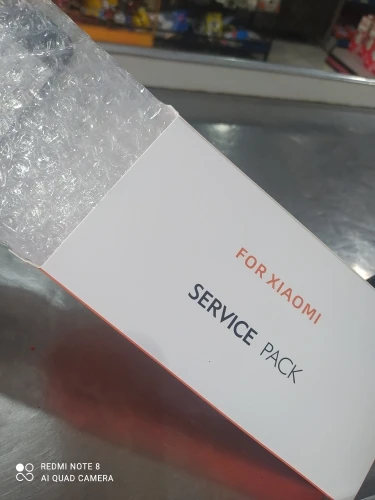 FOR XIAOMI
SERVICE PACK
REDMI NOTE 8
AI QUAD CAMERA